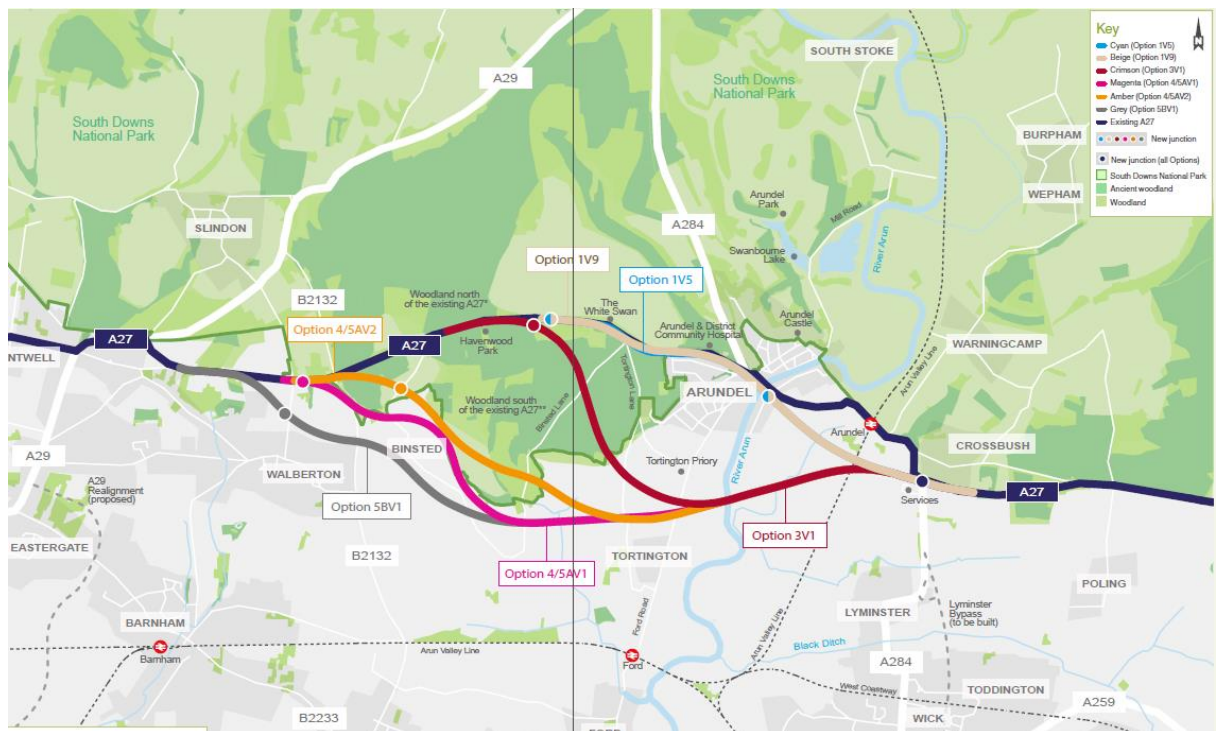 Key
N
Cyan (Option 1V5)
Beige (Option 1V9)
Crimson (Option 3V1)
Magenta (Option 4/5AV1)
Amber (Option 4/5AV2)
Grey (Option 5BV1)
Existing A27
New junction
New junction (all Options)
South Downs National Park
Ancient woodland
Woodland
SOUTH STOKE
A29
South Downs
National Park
South Downs
National Park
BURPHAM
WEPHAM
Arundel
Park
Mill Road
SLINDON
A284
Swanbourne
Lake
River Arun
Option 1V9
Option 1V5
B2132
Woodland north
of the existing A27*
The
White Swan
Arundel
Castle
Option 4/5AV2
Arundel & District
Community Hospital
A27
A27
Havenwood
Park
WARNINGCAMP
Arun Valley Line
NTWELL
Tortington Lane
ARUNDEL
Woodland south
of the existing A27**
Binsted Lane
Arundel
BINSTED
CROSSBUSH
A29
WALBERTON
Tortington Priory
River Arun
A29
Realignment
(proposed)
Option 5BV1
Services
A27
EASTERGATE
B2132
Option 3V1
TORTINGTON
Option 4/5AV1
POLING
BARNHAM
Ford Road
Arun Valley Line
LYMINSTER
Lyminster
Bypass
(to be built)
Barnham
Arun Valley Line
Ford
Black Ditch
A284
West Coastway
TODDINGTON
B2233
WICK
A259